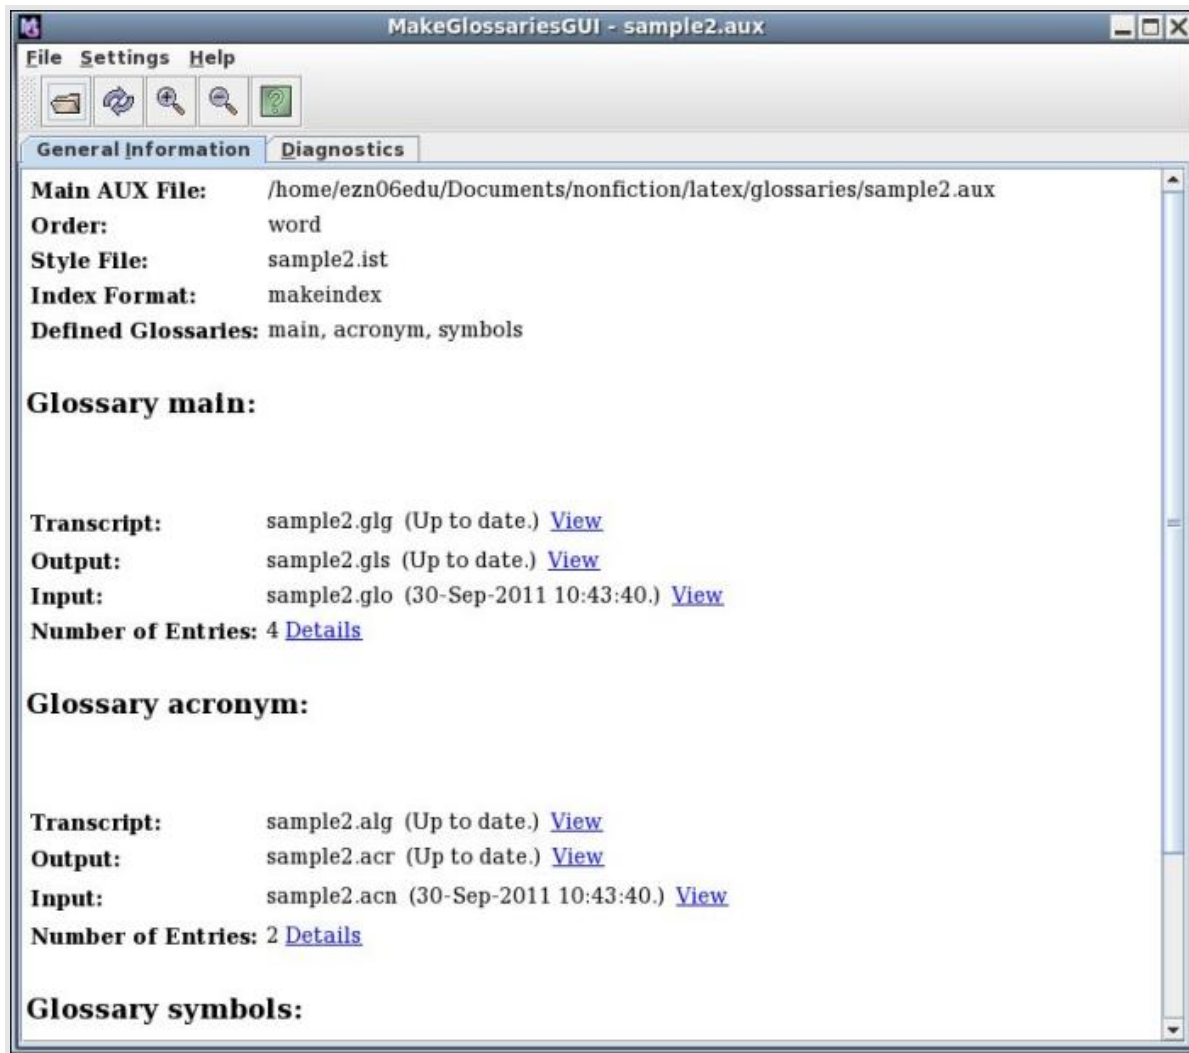 MakeGlossariesGUI - sample2.aux
File Settings Help
General Information Diagnostics
Main AUX File: /home/ezn06edu/Documents/nonfiction/latex/glossaries/sample2.aux
Order: word
Style File: sample2.ist
Index Format: makeindex
Defined Glossaries: main, acronym, symbols
Glossary main:
Transcript: sample2.glg (Up to date.) View
Output: sample2.gls (Up to date.) View
Input: sample2.glo (30-Sep-2011 10:43:40.) View
Number of Entries: 4 Details
Glossary acronym:
Transcript: sample2.alg (Up to date.) View
Output: sample2.acr (Up to date.) View
Input: sample2.acn (30-Sep-2011 10:43:40.) View
Number of Entries: 2 Details
Glossary symbols: